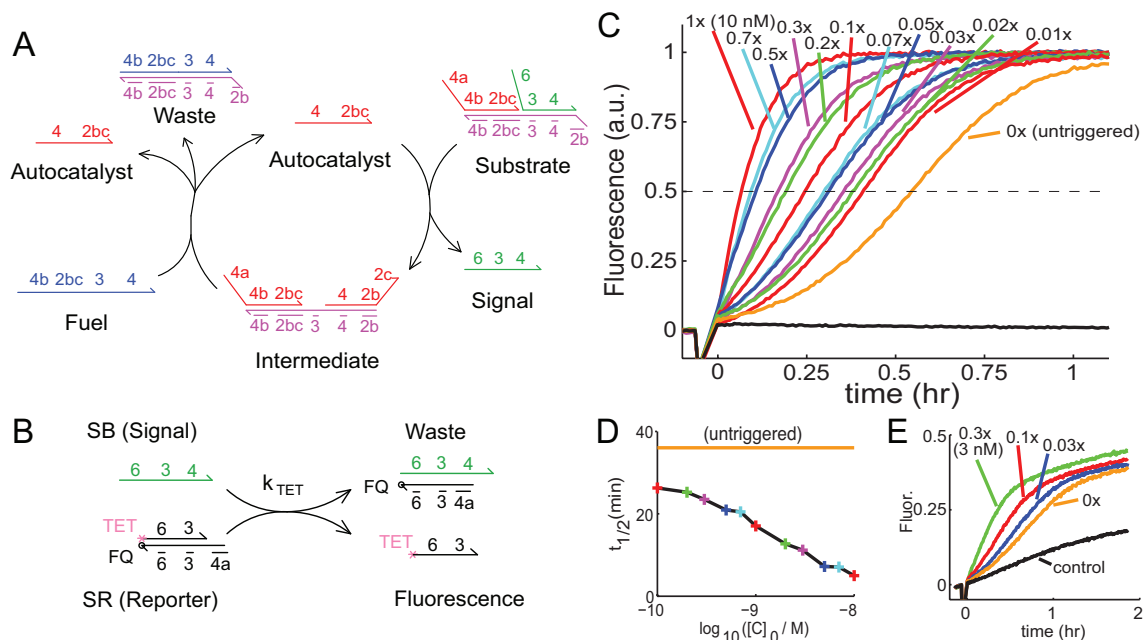 A
4b 2bc 3 4
4b 2bc 3 4 2b
Waste
4 2bc
Autocatalyst
4 2bc
Autocatalyst
4a
6
4b 2bc
3 4
4b 2bc 3 4 2b
Substrate
4b 2bc 3 4
Fuel
4a
2c
4b 2bc
4 2b
4b 2bc 3 4 2b
Intermediate
6 3 4
Signal
B
SB (Signal)
6 3 4
k TET
TET
6 3
FQ
6 3 4a
SR (Reporter)
Waste
6 3 4
FQ
6 3 4a
TET
6 3
Fluorescence
C
1x (10 nM)
0.7x
0.5x
0.3x
0.2x
0.1x
0.07x
0.05x
0.03x
0.02x
0.01x
0x (untriggered)
Fluorescence (a.u.)
1
0.75
0.5
0.25
0
0 0.25 0.5 0.75 1
time (hr)
D
(untriggered)
t1/2(min)
40
20
0
-10 -9 -8
log10([C]0 / M)
E
0.3x
(3 nM)
0.1x
0.03x
0x
control
Fluor.
0.5
0.25
0
0 1 2
time (hr)